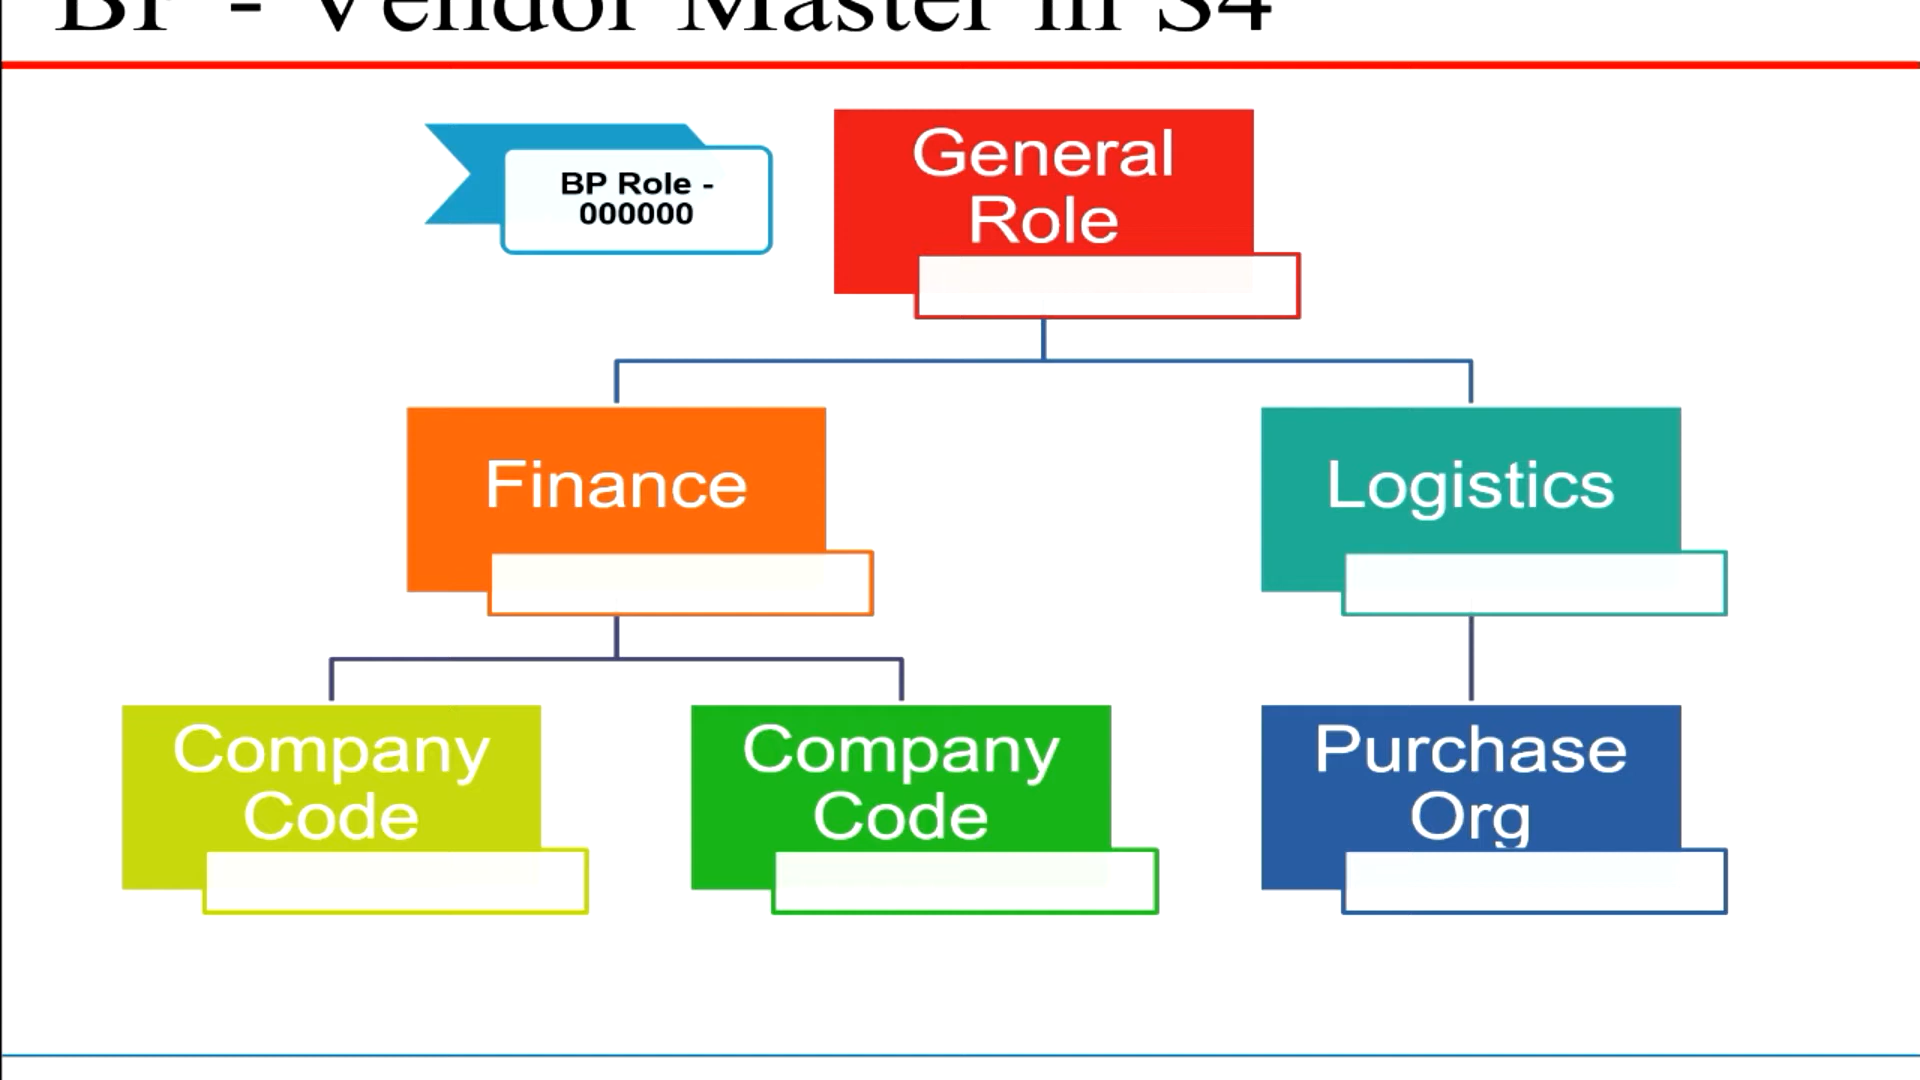 BP - Vendor Master in S4
BP Role -
000000
General
Role
Finance
Logistics
Company
Code
Company
Code
Purchase
Org